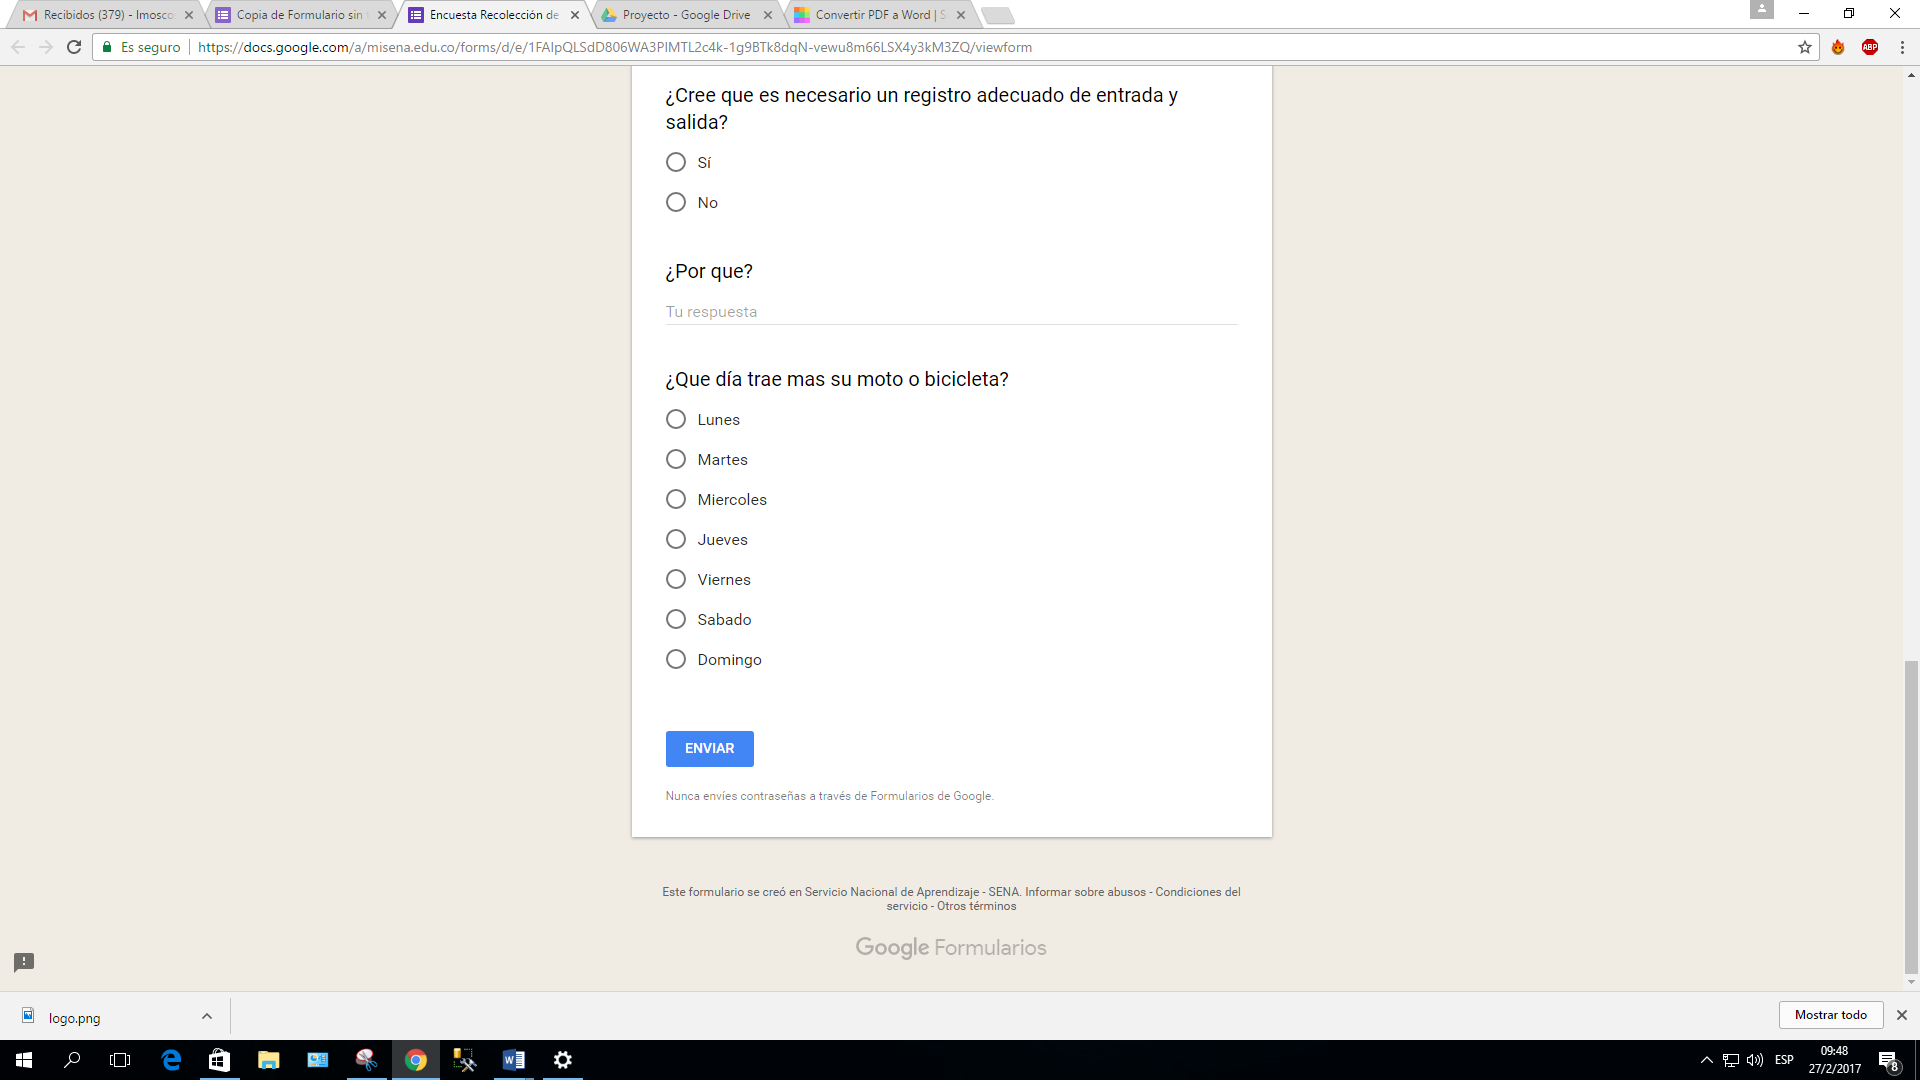 Recibidos (379) - lmosco
Copia de Formulario sin
Encuesta Recolección de
Proyecto - Google Drive
Convertir PDF a Word | S
Es seguro
https://docs.google.com/a/misena.edu.co/forms/d/e/1FAIpQLSdD806WA3PIMTL2c4k-1g9BTk8dqN-vewu8m66LSX4y3kM3ZQ/viewform
ABP
¿Cree que es necesario un registro adecuado de entrada y
salida?
Sí
No
¿Por que?
Tu respuesta
¿Que día trae mas su moto o bicicleta?
Lunes
Martes
Miercoles
Jueves
Viernes
Sabado
Domingo
ENVIAR
Nunca envíes contraseñas a través de Formularios de Google.
Este formulario se creó en Servicio Nacional de Aprendizaje - SENA. Informar sobre abusos - Condiciones del
servicio - Otros términos
Google Formularios
logo.png
Mostrar todo
ESP
09:48
27/2/2017
8